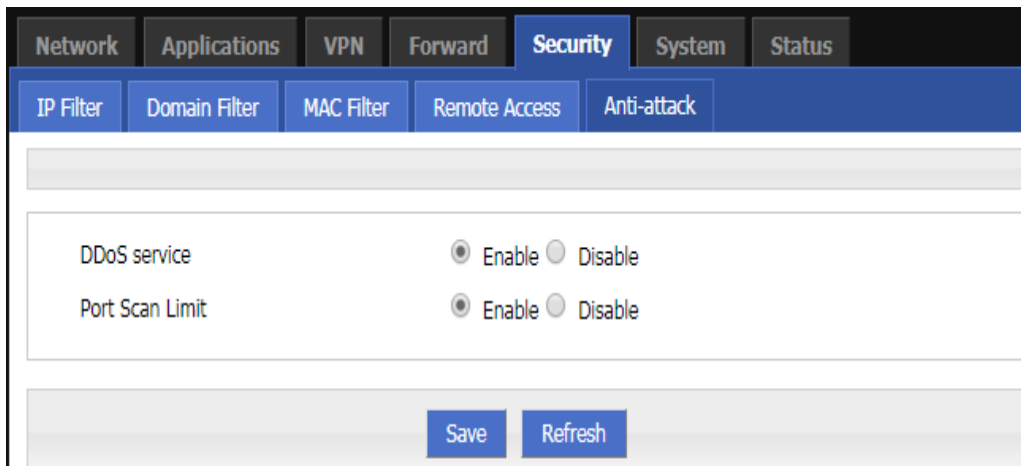 Network Applications VPN Forward Security System Status
IP Filter Domain Filter MAC Filter Remote Access Anti-attack
DDoS service Enable Disable
Port Scan Limit Enable Disable
Save Refresh